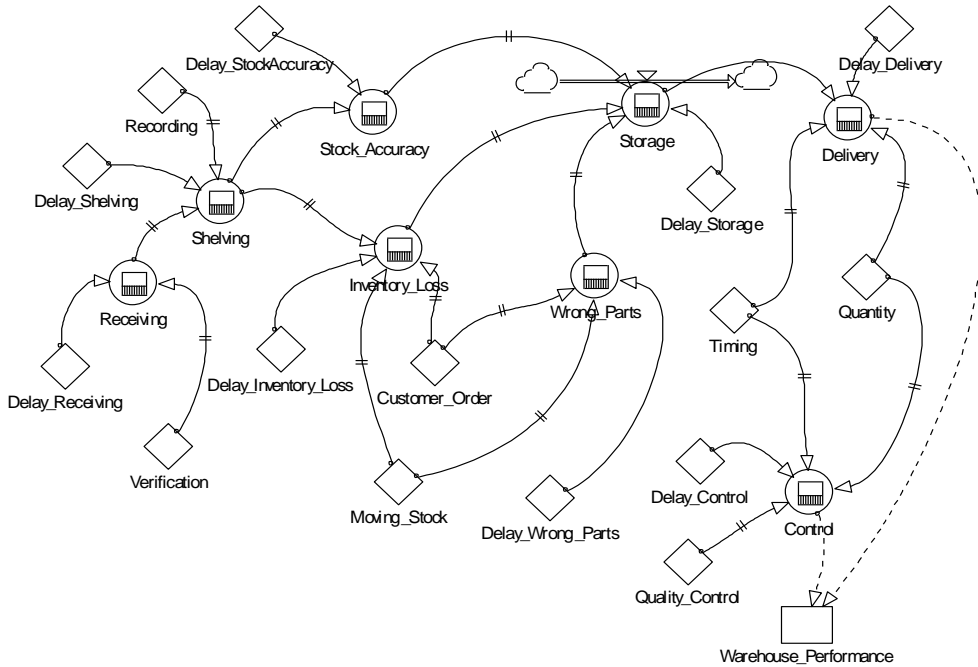 Delay_StockAccuracy
Delay_Delivery
Recording
Stock_Accuracy
Storage
Delivery
Delay_Shelving
Shelving
Delay_Storage
Inventory_Loss
Receiving
Wrong_Parts
Quantity
Timing
Delay_Inventory_Loss
Customer_Order
Delay_Receiving
Verification
Moving_Stock
Delay_Wrong_Parts
Delay_Control
Control
Quality_Control
Warehouse_Performance